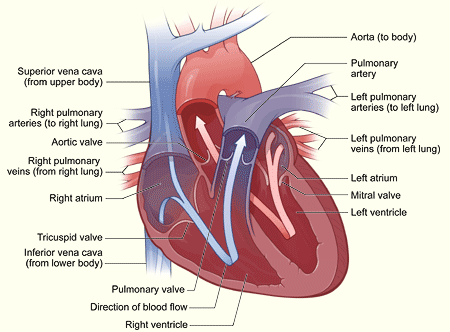 Superior vena cava
(from upper body)
Right pulmonary
arteries (to right lung)
Aortic valve
Right pulmonary
veins (from right lung)
Right atrium
Tricuspid valve
Inferior vena cava
(from lower body)
Pulmonary valve
Direction of blood flow
Right ventricle
Aorta (to body)
Pulmonary
artery
Left pulmonary
arteries (to left lung)
Left pulmonary
veins (from left lung)
Left atrium
Mitral valve
Left ventricle